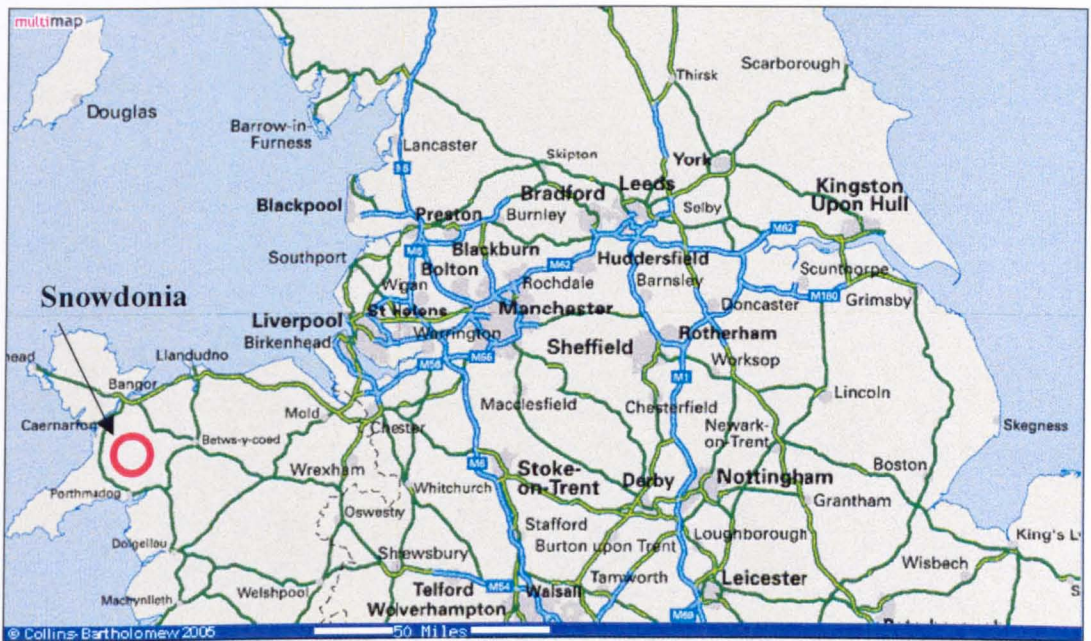 multimap
Scarborough
Thirsk
Douglas
Barrow-in-
Furness
Lancaster
Skipton
York
Bradford
Leeds
Kingston
Upon Hull
Blackpool
Preston
Burnley
Selby
M62
Southport
M6
Blackburn
Huddersfield
Bolton
M62
Wigan
Rochdale
Barnsley
Scunthorpe
M180
Grimsby
Snowdonia
St Helens
Manchester
Doncaster
Liverpool
Birkenhead
Warrington
Rotherham
Sheffield
head
Llandudno
M56
M56
Worksop
Bangor
M1
Lincoln
Macclesfield
Chesterfield
Mold
Caernarfon
Chester
Newark-
on-Trent
Skegness
Betws-y-coed
Wrexham
M6
Stoke-
on-Trent
Derby
Nottingham
Boston
Porthmadog
Whitchurch
Grantham
Oswestry
Stafford
Loughborough
King's L
Dolgellau
Burton upon Trent
Shrewsbury
Wisbech
Tamworth
Leicester
Machynlleth
Welshpool
Telford
M54
Walsall
Wolverhampton
M69
© Collins-Bartholomew 2005
50 Miles